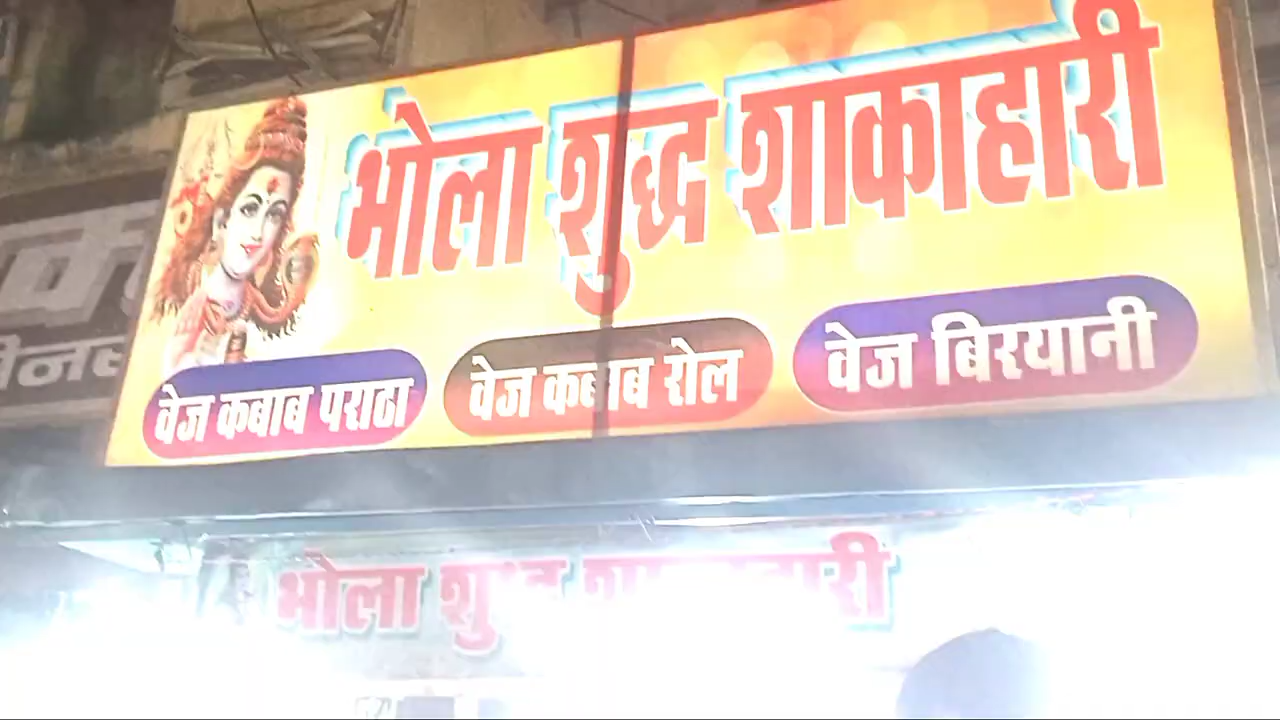 भोला शुद्ध शाकाहारी
वेज कबाब पराठा
वेज कबाब रोल
वेज बिरयानी
भोला